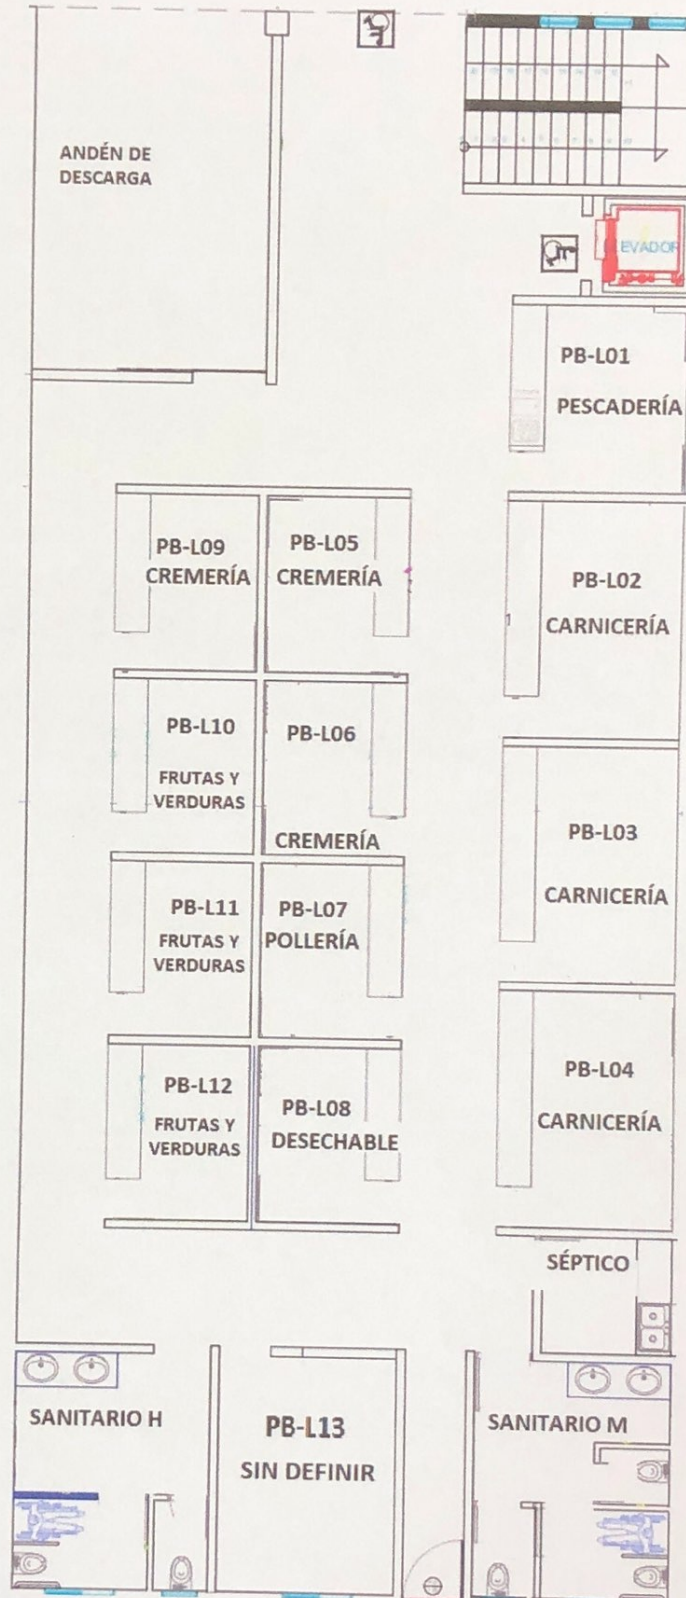 ANDÉN DE
DESCARGA
EVADOR
PB-L01
PESCADERÍA
PB-L09
CREMERÍA
PB-L05
CREMERÍA
PB-L02
CARNICERÍA
PB-L10
FRUTAS Y
VERDURAS
PB-L06
CREMERÍA
PB-L03
CARNICERÍA
PB-L11
FRUTAS Y
VERDURAS
PB-L07
POLLERÍA
PB-L12
FRUTAS Y
VERDURAS
PB-L08
DESECHABLE
PB-L04
CARNICERÍA
SÉPTICO
SANITARIO H
PB-L13
SIN DEFINIR
SANITARIO M